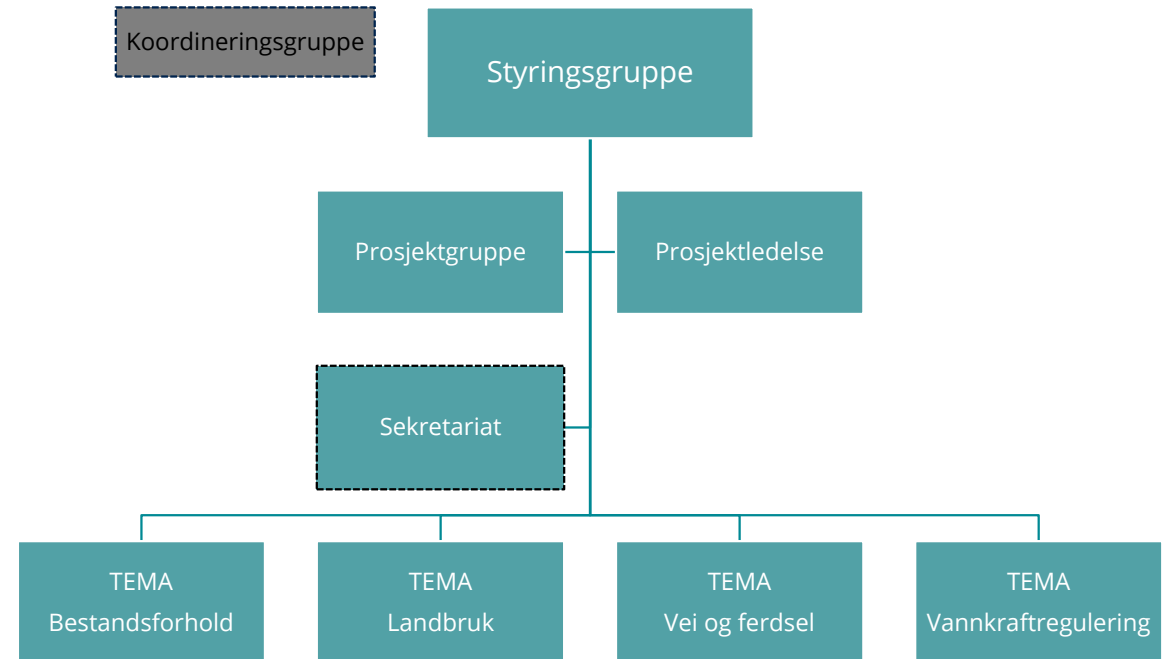 Koordineringsgruppe
Styringsgruppe
Prosjektgruppe
Prosjektledelse
Sekretariat
TEMA
Bestandsforhold
TEMA
Landbruk
TEMA
Vei og ferdsel
TEMA
Vannkraftregulering